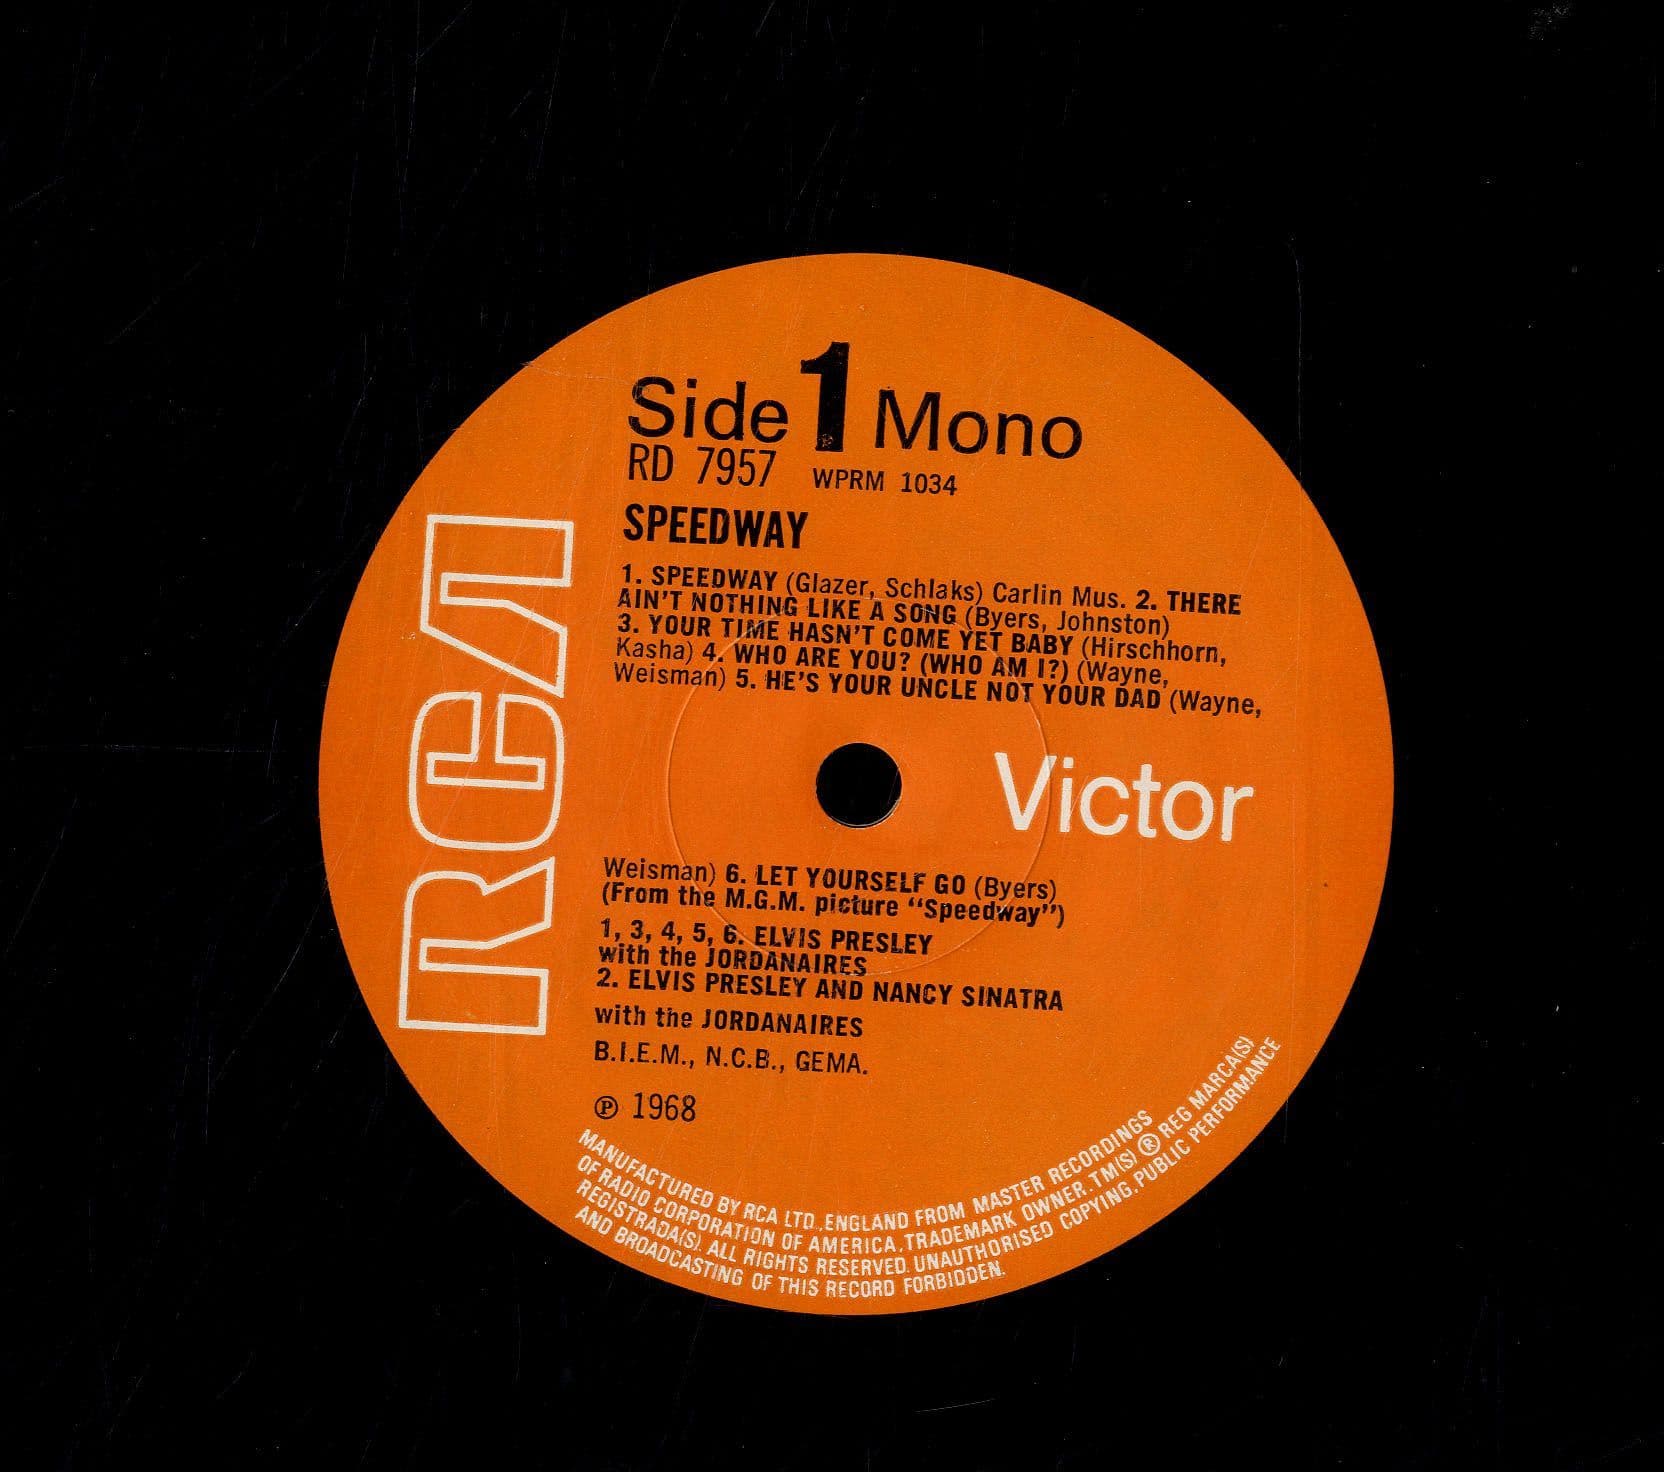 Side 1 Mono
RD 7957 WPRM 1034
SPEEDWAY
1. SPEEDWAY (Glazer, Schlaks) Carlin Mus. 2. THERE
AIN'T NOTHING LIKE A SONG (Byers, Johnston)
3. YOUR TIME HASN'T COME YET BABY (Hirschhorn,
Kasha) 4. WHO ARE YOU? (WHO AM I?) (Wayne,
Weisman) 5. HE'S YOUR UNCLE NOT YOUR DAD (Wayne,
RCA
Victor
Weisman) 6. LET YOURSELF GO (Byers)
(From the M.G.M. picture "Speedway")
1, 3, 4, 5, 6. ELVIS PRESLEY
with the JORDANAIRES
2. ELVIS PRESLEY AND NANCY SINATRA
with the JORDANAIRES
B.I.E.M., N.C.B., GEMA.
℗ 1968
MANUFACTURED BY RCA LTD., ENGLAND FROM MASTER RECORDINGS
OF RADIO CORPORATION OF AMERICA. TRADEMARK OWNER. TM(S) ® REG MARCA(S)
REGISTRADA(S). ALL RIGHTS RESERVED. UNAUTHORISED COPYING, PUBLIC PERFORMANCE
AND BROADCASTING OF THIS RECORD FORBIDDEN.